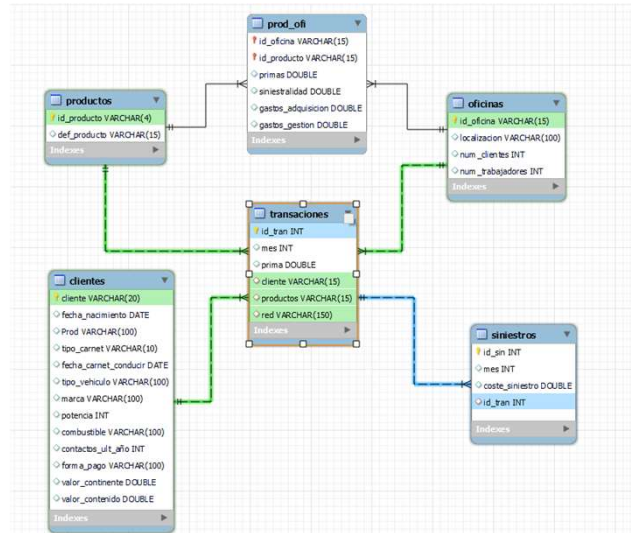 prod_ofi
id_oficina VARCHAR(15)
id_producto VARCHAR(15)
primas DOUBLE
siniestralidad DOUBLE
gastos_adquisicion DOUBLE
gastos_gestion DOUBLE
Indexes
productos
id_producto VARCHAR(4)
def_producto VARCHAR(15)
Indexes
oficinas
id_oficina VARCHAR(15)
localizacion VARCHAR(100)
num_clientes INT
num_trabajadores INT
Indexes
transaciones
id_tran INT
mes INT
prima DOUBLE
cliente VARCHAR(15)
productos VARCHAR(15)
red VARCHAR(150)
Indexes
clientes
cliente VARCHAR(20)
fecha_nacimiento DATE
Prod VARCHAR(100)
tipo_carnet VARCHAR(10)
fecha_carnet_conducir DATE
tipo_vehiculo VARCHAR(100)
marca VARCHAR(100)
potencia INT
combustible VARCHAR(100)
contactos_ult_año INT
forma_pago VARCHAR(100)
valor_continente DOUBLE
valor_contenido DOUBLE
Indexes
siniestros
id_sin INT
mes INT
coste_siniestro DOUBLE
id_tran INT
Indexes